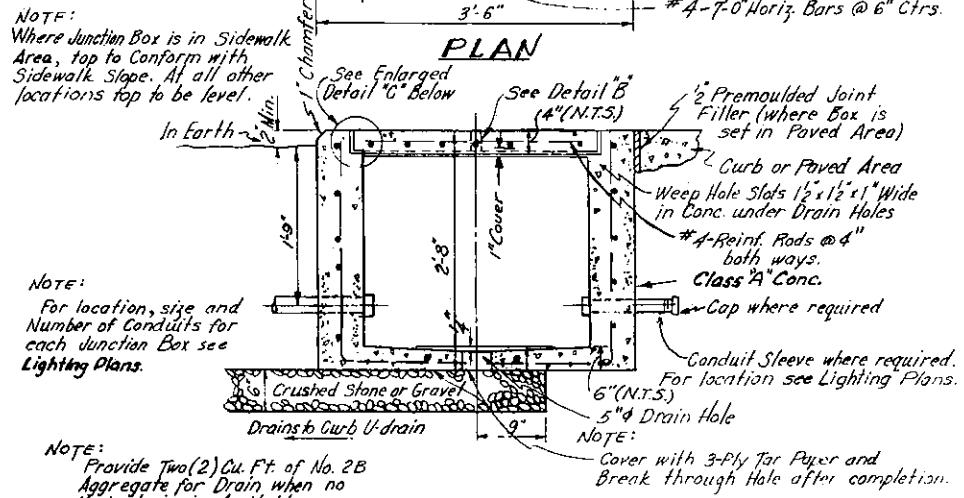 NOTE:
Where Junction Box is in Sidewalk
Area, top to Conform with
Sidewalk Slope. At all other
locations top to be level.
1" Chamfer
3'-6"
#4-7-0" Horiz. Bars @ 6" Ctrs.
PLAN
See Enlarged
Detail "C" Below
See Detail "B"
4" (N.T.S.)
1/2 Premoulded Joint
Filler (where Box is
set in Paved Area)
In Earth
2" Min.
Curb or Paved Area
Weep Hole Slots 1½ x 1½ x 1" Wide
in Conc. under Drain Holes
#4-Reinf. Rods @ 4"
both ways.
Class "A" Conc.
1'-9"
2'-8"
1" Cover
NOTE:
For location, size and
Number of Conduits for
each Junction Box see
Lighting Plans.
Cap where required
Conduit Sleeve where required.
For location see Lighting Plans.
6"
Crushed Stone or Gravel
6" (N.T.S.)
5"ϕ Drain Hole
Drains to Curb U-drain
9"
NOTE:
Cover with 3-Ply Tar Paper and
Break through Hole after completion.
NOTE:
Provide Two (2) Cu. Ft. of No. 2B
Aggregate for Drain when no